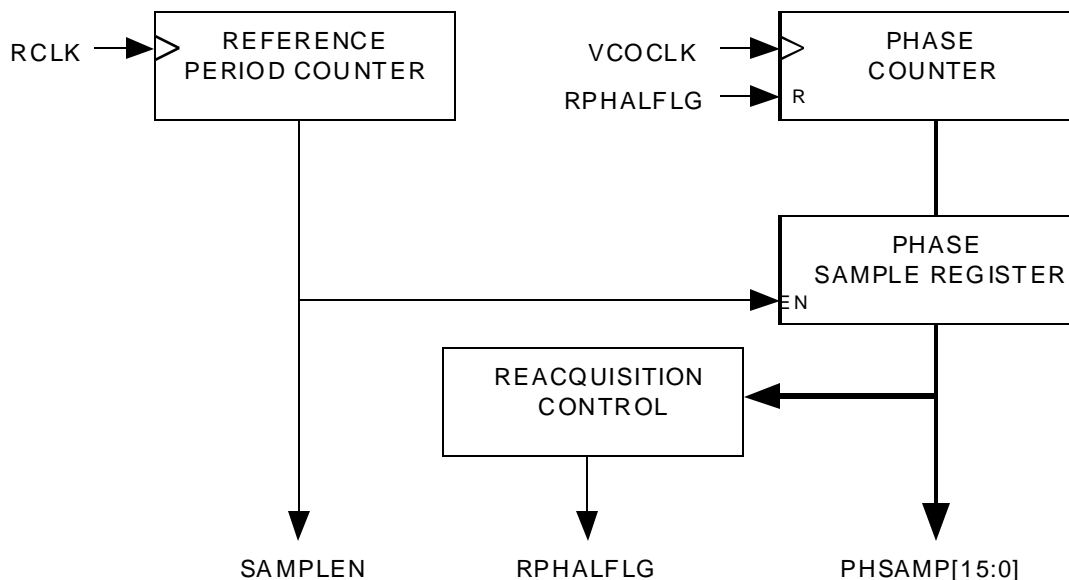 RCLK
REFERENCE
PERIOD COUNTER
VCOCLK
RPHALFLG
PHASE
COUNTER
R
PHASE
SAMPLE REGISTER
EN
REACQUISITION
CONTROL
SAMPLEN
RPHALFLG
PHSAMP[15:0]